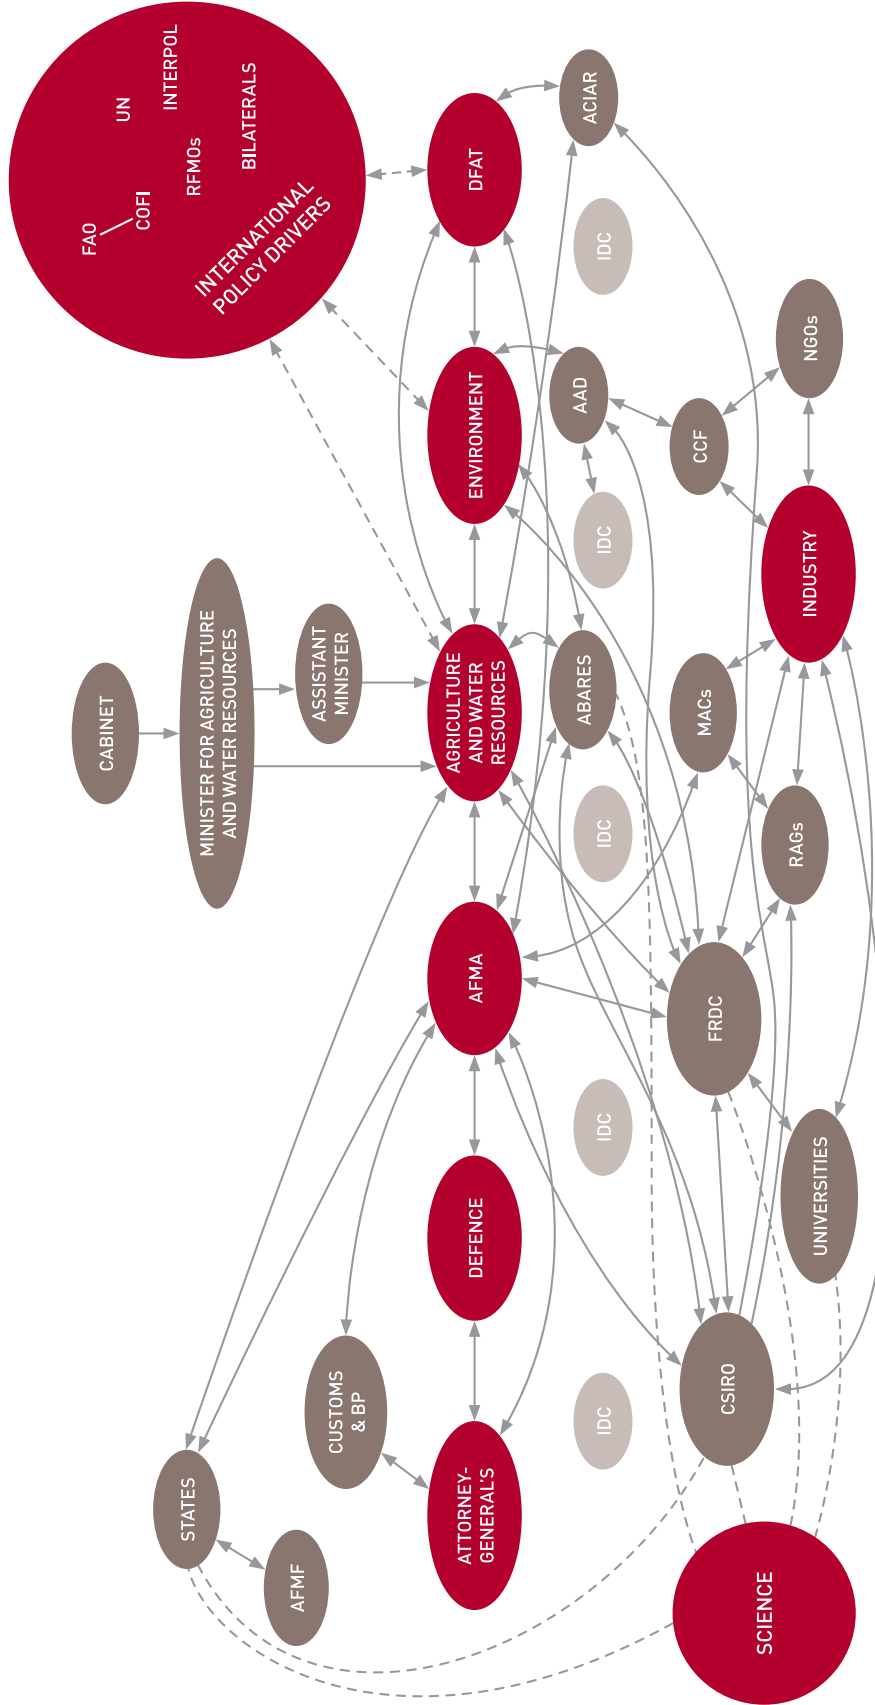 CABINET
MINISTER FOR AGRICULTURE
AND WATER RESOURCES
ASSISTANT
MINISTER
STATES
AFMF
CUSTOMS
& BP
FAO
COFI
UN
INTERPOL
RFMOs
BILATERALS
INTERNATIONAL
POLICY DRIVERS
ATTORNEY-
GENERAL'S
DEFENCE
AFMA
AGRICULTURE
AND WATER
RESOURCES
ENVIRONMENT
DFAT
ACIAR
AAD
ABARES
IDC
IDC
IDC
IDC
IDC
CCF
NGOs
MACs
INDUSTRY
RAGs
FRDC
UNIVERSITIES
CSIRO
SCIENCE